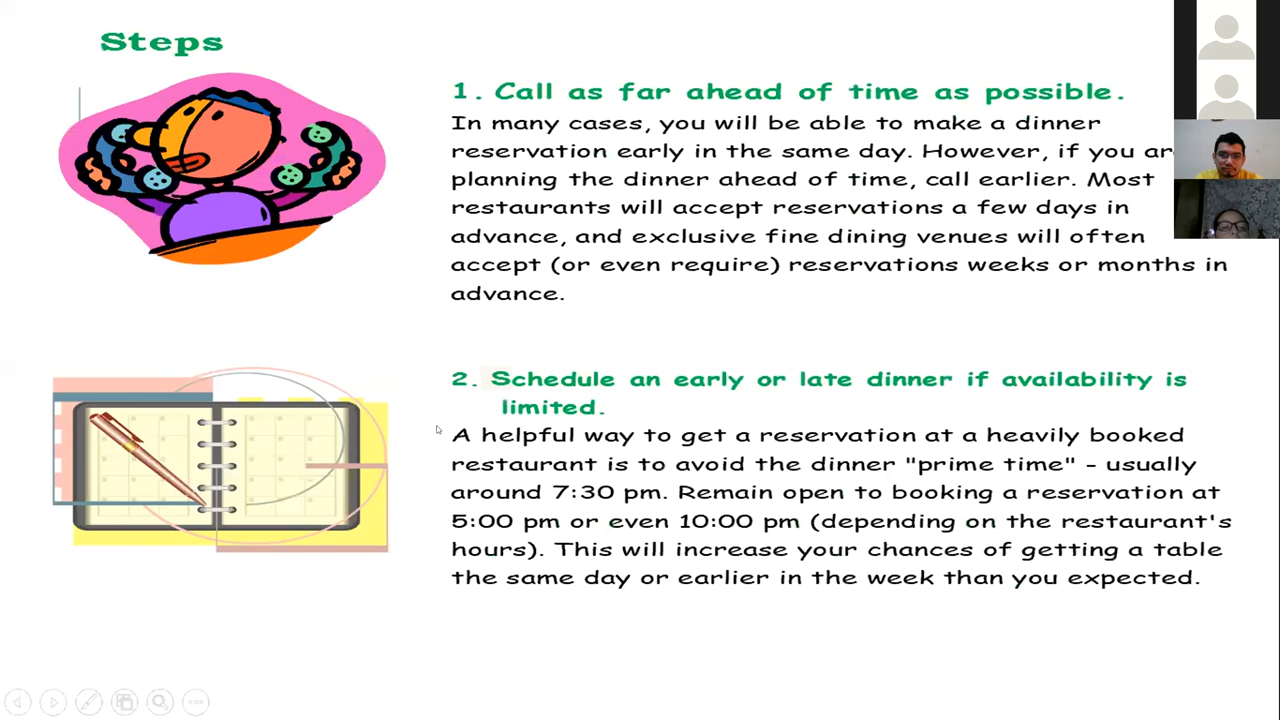 Steps
1. Call as far ahead of time as possible.
In many cases, you will be able to make a dinner
reservation early in the same day. However, if you are
planning the dinner ahead of time, call earlier. Most
restaurants will accept reservations a few days in
advance, and exclusive fine dining venues will often
accept (or even require) reservations weeks or months in
advance.
2. Schedule an early or late dinner if availability is
limited.
A helpful way to get a reservation at a heavily booked
restaurant is to avoid the dinner "prime time" - usually
around 7:30 pm. Remain open to booking a reservation at
5:00 pm or even 10:00 pm (depending on the restaurant's
hours). This will increase your chances of getting a table
the same day or earlier in the week than you expected.